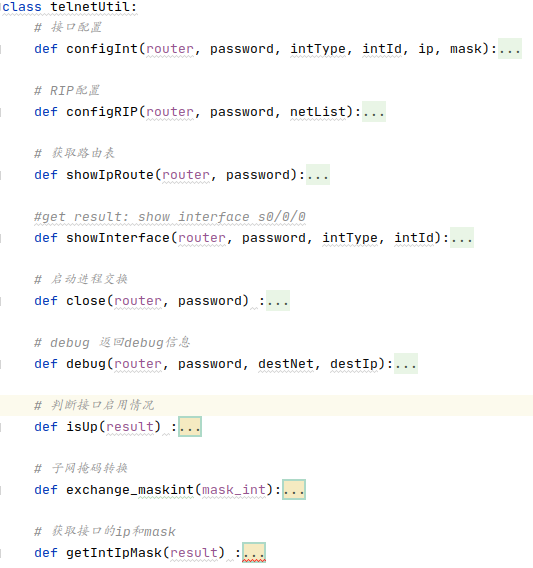 class telnetUtil:
# 接口配置
def configInt(router, password, intType, intId, ip, mask):...
# RIP配置
def configRIP(router, password, netList):...
# 获取路由表
def showIpRoute(router, password):...
#get result: show interface s0/0/0
def showInterface(router, password, intType, intId):...
# 启动进程交换
def close(router, password) :...
# debug 返回debug信息
def debug(router, password, destNet, destIp):...
# 判断接口启用情况
def isUp(result) :...
# 子网掩码转换
def exchange_maskint(mask_int):...
# 获取接口的ip和mask
def getIntIpMask(result) :...